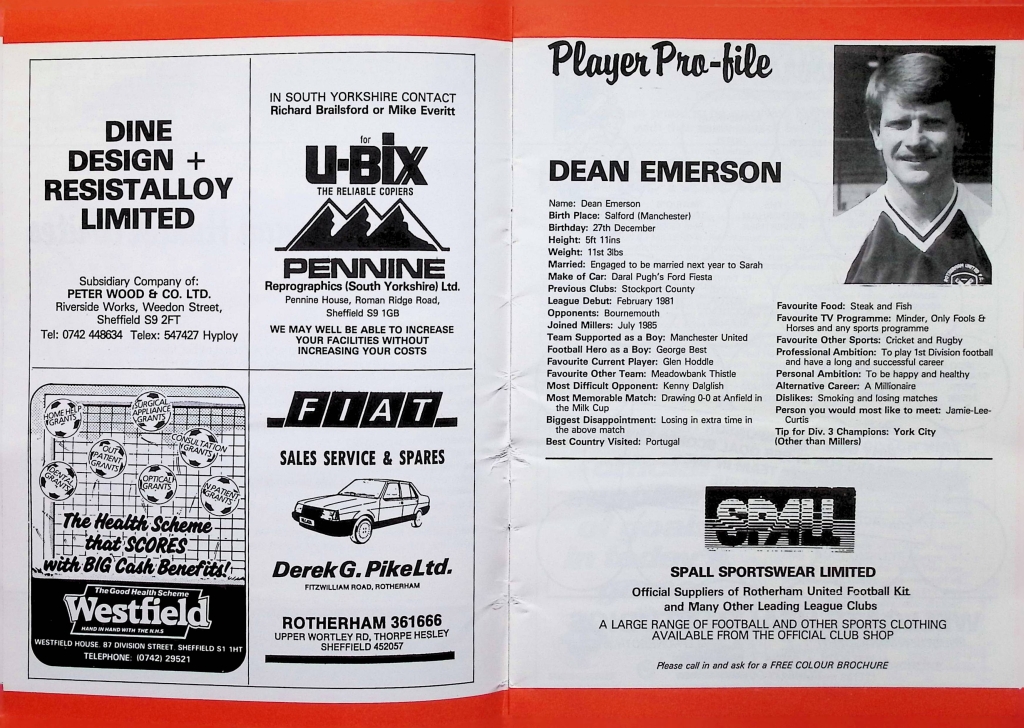 DINE
DESIGN +
RESISTALLOY
LIMITED
Subsidiary Company of:
PETER WOOD & CO. LTD.
Riverside Works, Weedon Street,
Sheffield S9 2FT
Tel: 0742 448634 Telex: 547427 Hyploy
IN SOUTH YORKSHIRE CONTACT
Richard Brailsford or Mike Everitt
for
U-BIX
THE RELIABLE COPIERS
PENNINE
Reprographics (South Yorkshire) Ltd.
Pennine House, Roman Ridge Road,
Sheffield S9 1GB
WE MAY WELL BE ABLE TO INCREASE
YOUR FACILITIES WITHOUT
INCREASING YOUR COSTS
HOME HELP
GRANTS
SURGICAL
APPLIANCE
GRANTS
OUT
PATIENT
GRANTS
CONSULTATION
GRANTS
DENTAL
GRANTS
OPTICAL
GRANTS
IN PATIENT
GRANTS
The Health Scheme
that SCORES
with BIG Cash Benefits!
The Good Health Scheme
Westfield
HAND IN HAND WITH THE N.H.S
WESTFIELD HOUSE. 87 DIVISION STREET. SHEFFIELD S1 1HT
TELEPHONE: (0742) 29521
FIAT
SALES SERVICE & SPARES
Derek G. Pike Ltd.
FITZWILLIAM ROAD, ROTHERHAM
ROTHERHAM 361666
UPPER WORTLEY RD, THORPE HESLEY
SHEFFIELD 452057
Player Pro-file
DEAN EMERSON
Name: Dean Emerson
Birth Place: Salford (Manchester)
Birthday: 27th December
Height: 5ft 11ins
Weight: 11st 3lbs
Married: Engaged to be married next year to Sarah
Make of Car: Daral Pugh's Ford Fiesta
Previous Clubs: Stockport County
League Debut: February 1981
Opponents: Bournemouth
Joined Millers: July 1985
Team Supported as a Boy: Manchester United
Football Hero as a Boy: George Best
Favourite Current Player: Glen Hoddle
Favourite Other Team: Meadowbank Thistle
Most Difficult Opponent: Kenny Dalglish
Most Memorable Match: Drawing 0-0 at Anfield in
the Milk Cup
Biggest Disappointment: Losing in extra time in
the above match
Best Country Visited: Portugal
Favourite Food: Steak and Fish
Favourite TV Programme: Minder, Only Fools &
Horses and any sports programme
Favourite Other Sports: Cricket and Rugby
Professional Ambition: To play 1st Division football
and have a long and successful career
Personal Ambition: To be happy and healthy
Alternative Career: A Millionaire
Dislikes: Smoking and losing matches
Person you would most like to meet: Jamie-Lee-
Curtis
Tip for Div. 3 Champions: York City
(Other than Millers)
SPALL
SPALL SPORTSWEAR LIMITED
Official Suppliers of Rotherham United Football Kit
and Many Other Leading League Clubs
A LARGE RANGE OF FOOTBALL AND OTHER SPORTS CLOTHING
AVAILABLE FROM THE OFFICIAL CLUB SHOP
Please call in and ask for a FREE COLOUR BROCHURE